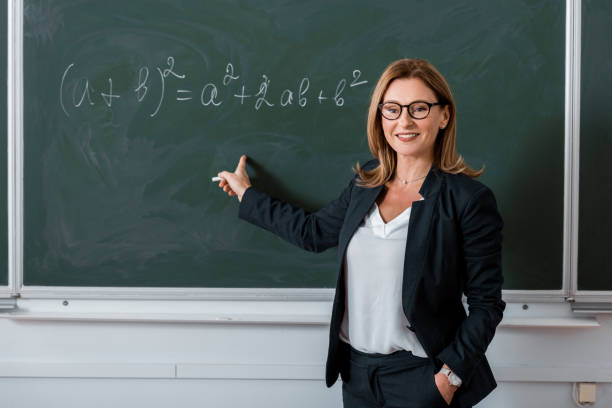 (a+b)² = a²+2ab+b²